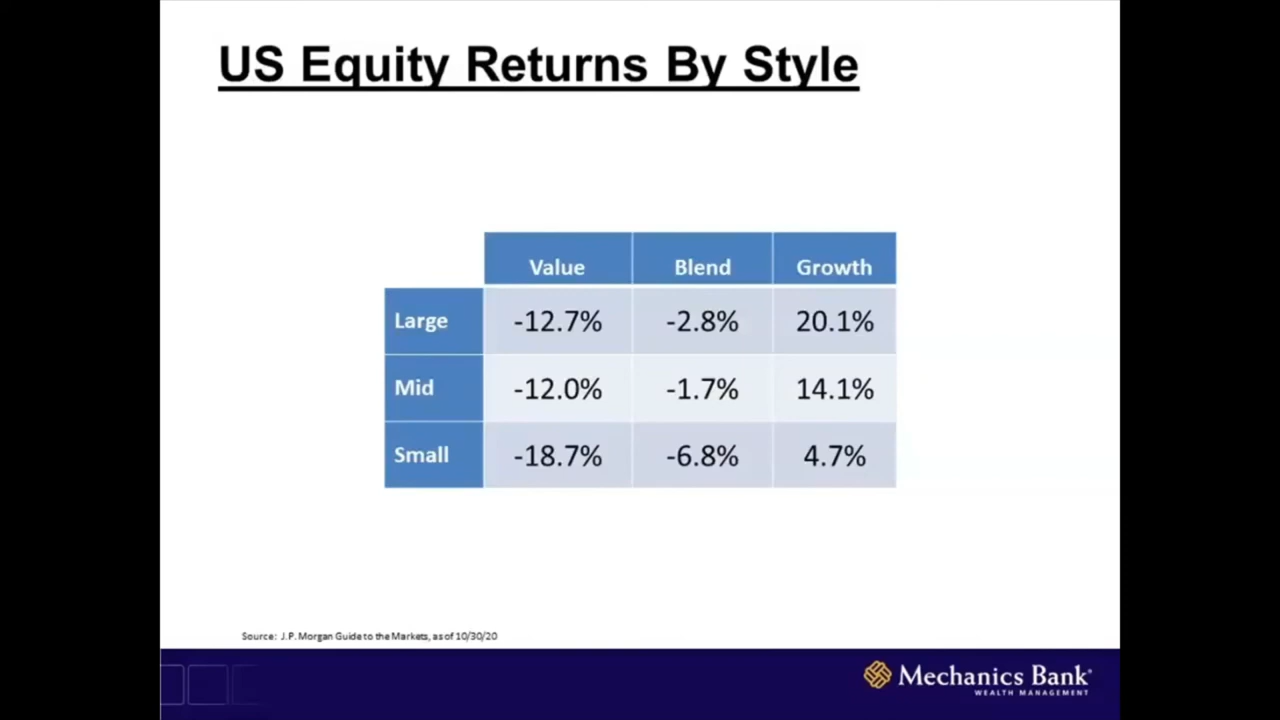 US Equity Returns By Style
Value Blend Growth
Large -12.7% -2.8% 20.1%
Mid -12.0% -1.7% 14.1%
Small -18.7% -6.8% 4.7%
Source: J.P. Morgan Guide to the Markets, as of 10/30/20
Mechanics Bank
WEALTH MANAGEMENT